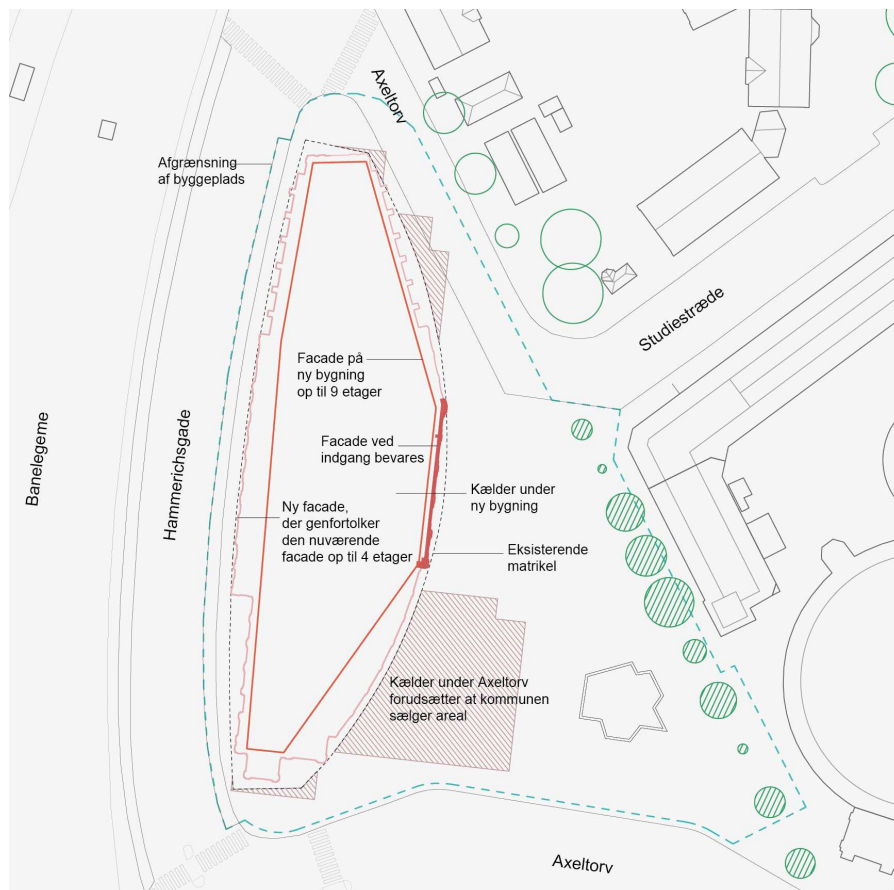 Axeltorv
Afgrænsning
af byggeplads
Studiestræde
Facade på
ny bygning
op til 9 etager
Banelegeme
Hammerichsgade
Facade ved
indgang bevares
Kælder under
ny bygning
Ny facade,
der genfortolker
den nuværende
facade op til 4 etager
Eksisterende
matrikel
Kælder under Axeltorv
forudsætter at kommunen
sælger areal
Axeltorv